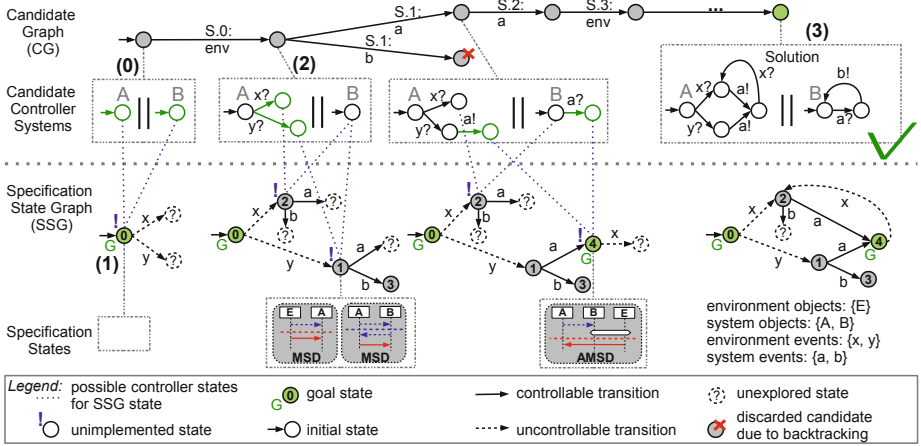 Candidate
Graph
(CG)
S.0:
env
S.1:
a
S.1:
b
S.2:
a
S.3:
env
...
(0)
(2)
(3)
Solution
Candidate
Controller
Systems
A || B
A x? y? || B
A x? y? a! a! || B a?
A x? y? a! a! x? || B b! a?
Specification
State Graph
(SSG)
! 0 G x ? y ?
(1)
0 G x ! 2 a ? b ? y ! 1 a ? b 3
0 G x ! 2 a ? b ? y 1 a ! 4 G x ? b 3
0 G x 2 a x y 1 a 4 G b 3
Specification
States
E A
MSD
A B
MSD
A B E
AMSD
environment objects: {E}
system objects: {A, B}
environment events: {x, y}
system events: {a, b}
Legend:
possible controller states
for SSG state
! unimplemented state
0 G goal state
initial state
controllable transition
uncontrollable transition
? unexplored state
discarded candidate
due to backtracking